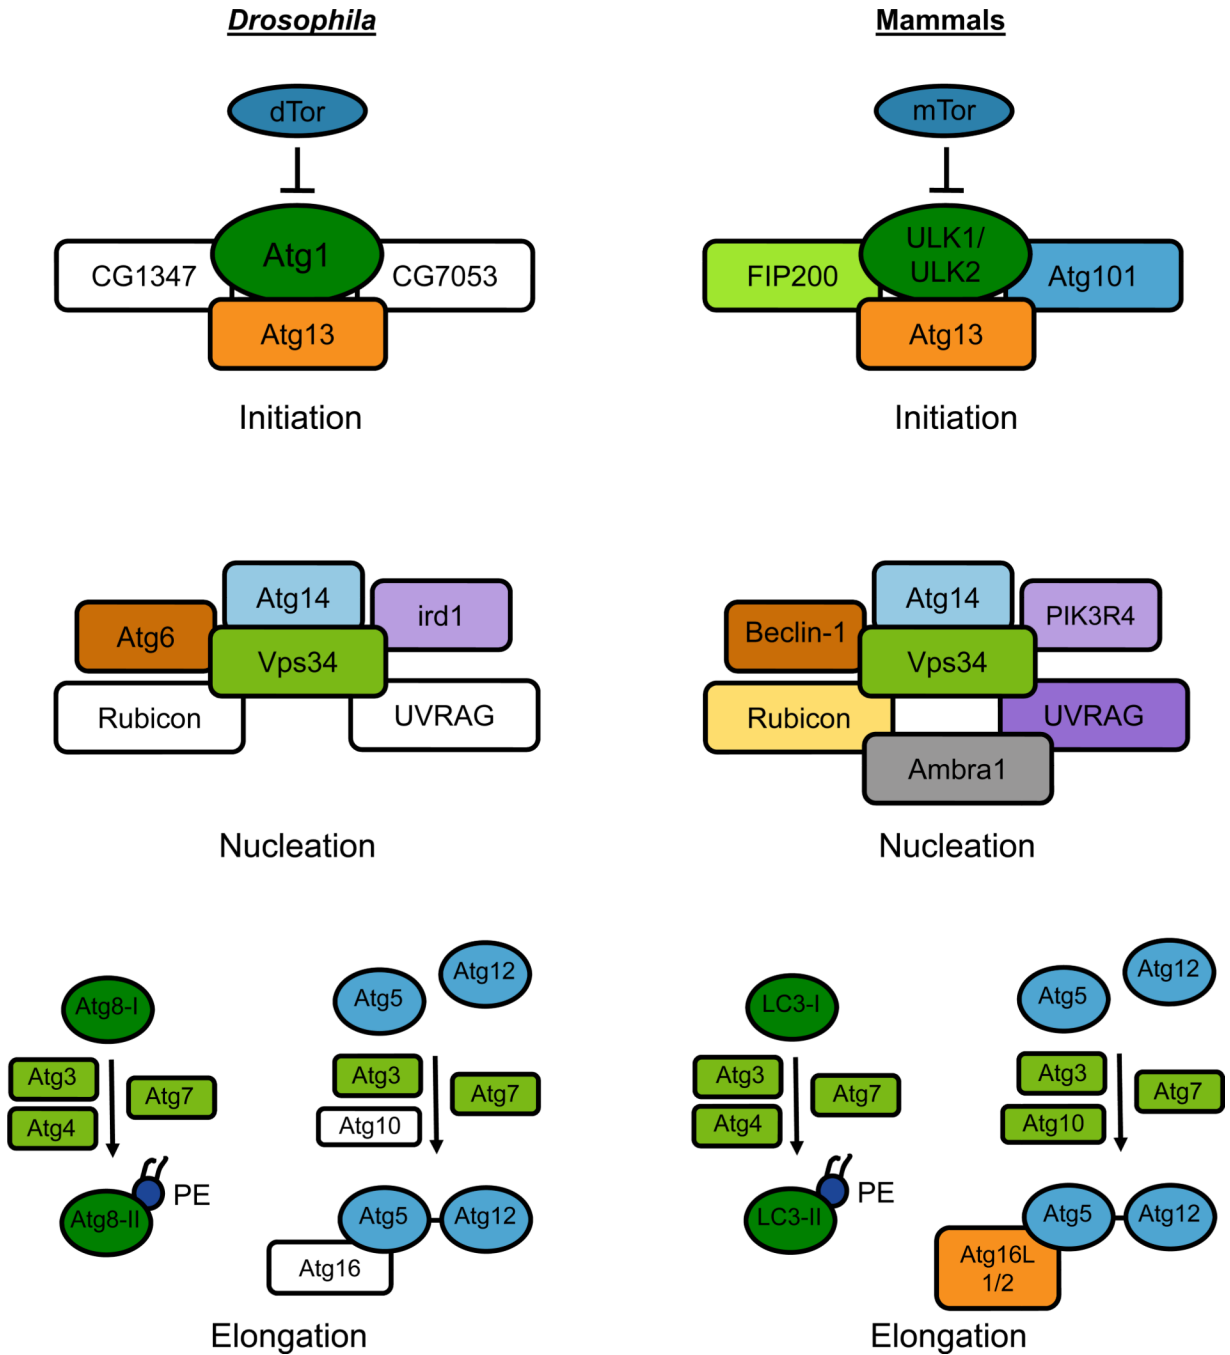 Drosophila
Mammals
dTor
mTor
CG1347
Atg1
CG7053
Atg13
FIP200
ULK1/
ULK2
Atg101
Atg13
Initiation
Initiation
Atg14
Atg6
Vps34
ird1
Rubicon
UVRAG
Atg14
Beclin-1
Vps34
PIK3R4
Rubicon
UVRAG
Ambra1
Nucleation
Nucleation
Atg8-I
Atg3
Atg4
Atg7
PE
Atg8-II
Atg5
Atg12
Atg3
Atg10
Atg7
Atg5
Atg12
Atg16
LC3-I
Atg3
Atg4
Atg7
PE
LC3-II
Atg5
Atg12
Atg3
Atg10
Atg7
Atg5
Atg12
Atg16L
1/2
Elongation
Elongation